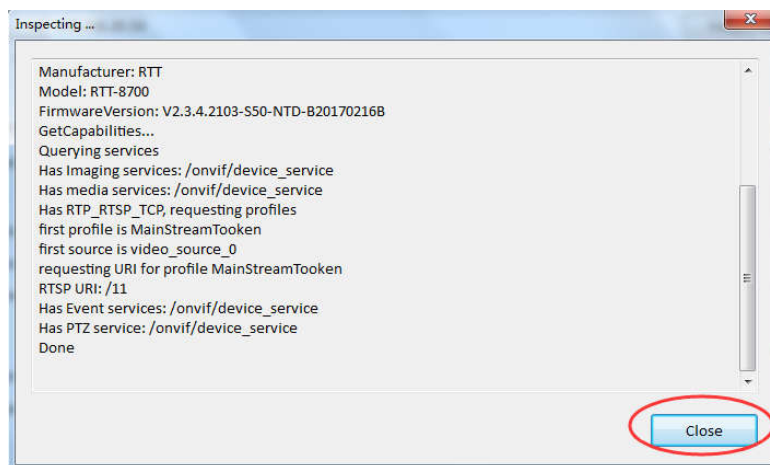 Inspecting ...
Manufacturer: RTT
Model: RTT-8700
FirmwareVersion: V2.3.4.2103-S50-NTD-B20170216B
GetCapabilities...
Querying services
Has Imaging services: /onvif/device_service
Has media services: /onvif/device_service
Has RTP_RTSP_TCP, requesting profiles
first profile is MainStreamTooken
first source is video_source_0
requesting URI for profile MainStreamTooken
RTSP URI: /11
Has Event services: /onvif/device_service
Has PTZ service: /onvif/device_service
Done
Close